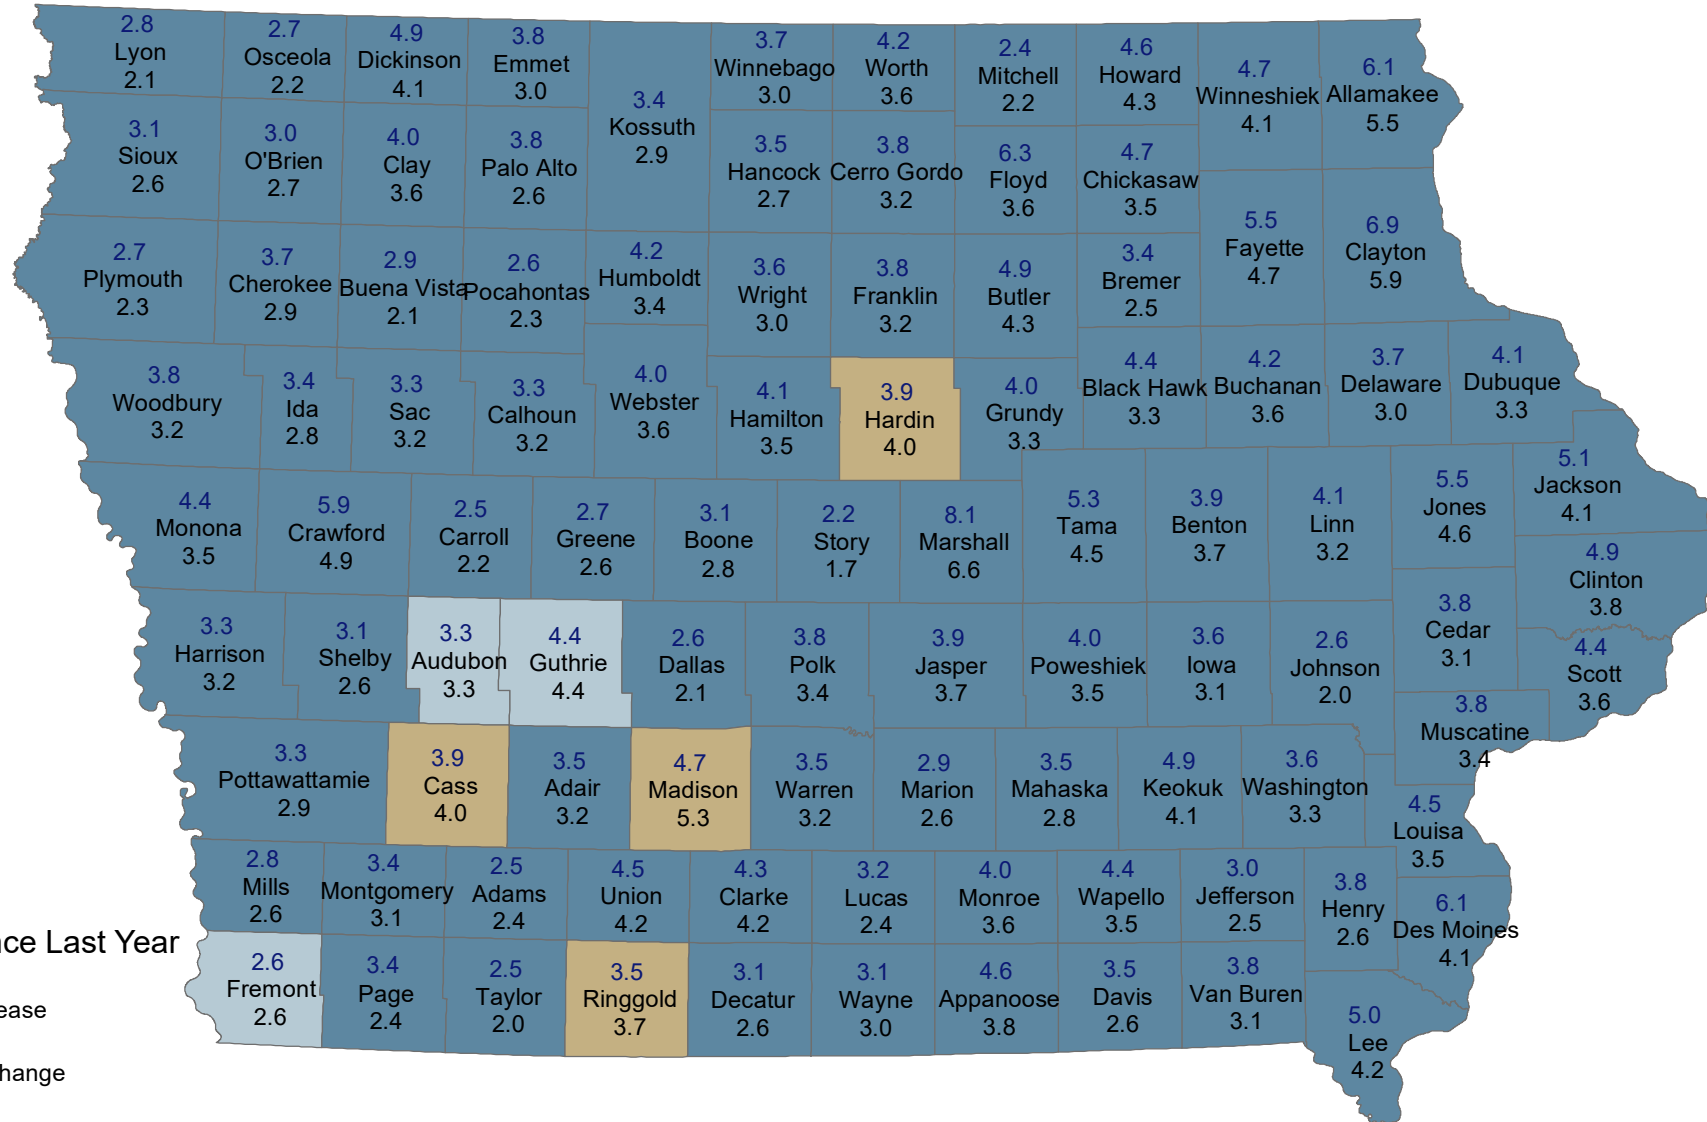 2.8
Lyon
2.1
2.7
Osceola
2.2
4.9
Dickinson
4.1
3.8
Emmet
3.0
3.4
Kossuth
2.9
3.7
Winnebago
3.0
4.2
Worth
3.6
2.4
Mitchell
2.2
4.6
Howard
4.3
4.7
Winneshiek
4.1
6.1
Allamakee
5.5
3.1
Sioux
2.6
3.0
O'Brien
2.7
4.0
Clay
3.6
3.8
Palo Alto
2.6
3.5
Hancock
2.7
3.8
Cerro Gordo
3.2
6.3
Floyd
3.6
4.7
Chickasaw
3.5
5.5
Fayette
4.7
6.9
Clayton
5.9
2.7
Plymouth
2.3
3.7
Cherokee
2.9
2.9
Buena Vista
2.1
2.6
Pocahontas
2.3
4.2
Humboldt
3.4
3.6
Wright
3.0
3.8
Franklin
3.2
4.9
Butler
4.3
3.4
Bremer
2.5
3.8
Woodbury
3.2
3.4
Ida
2.8
3.3
Sac
3.2
3.3
Calhoun
3.2
4.0
Webster
3.6
4.1
Hamilton
3.5
3.9
Hardin
4.0
4.0
Grundy
3.3
4.4
Black Hawk
3.3
4.2
Buchanan
3.6
3.7
Delaware
3.0
4.1
Dubuque
3.3
4.4
Monona
3.5
5.9
Crawford
4.9
2.5
Carroll
2.2
2.7
Greene
2.6
3.1
Boone
2.8
2.2
Story
1.7
8.1
Marshall
6.6
5.3
Tama
4.5
3.9
Benton
3.7
4.1
Linn
3.2
5.5
Jones
4.6
5.1
Jackson
4.1
4.9
Clinton
3.8
3.3
Harrison
3.2
3.1
Shelby
2.6
3.3
Audubon
3.3
4.4
Guthrie
4.4
2.6
Dallas
2.1
3.8
Polk
3.4
3.9
Jasper
3.7
4.0
Poweshiek
3.5
3.6
Iowa
3.1
2.6
Johnson
2.0
3.8
Cedar
3.1
4.4
Scott
3.6
3.8
Muscatine
3.4
3.3
Pottawattamie
2.9
3.9
Cass
4.0
3.5
Adair
3.2
4.7
Madison
5.3
3.5
Warren
3.2
2.9
Marion
2.6
3.5
Mahaska
2.8
4.9
Keokuk
4.1
3.6
Washington
3.3
4.5
Louisa
3.5
2.8
Mills
2.6
3.4
Montgomery
3.1
2.5
Adams
2.4
4.5
Union
4.2
4.3
Clarke
4.2
3.2
Lucas
2.4
4.0
Monroe
3.6
4.4
Wapello
3.5
3.0
Jefferson
2.5
3.8
Henry
2.6
6.1
Des Moines
4.1
nce Last Year
2.6
Fremont
2.6
3.4
Page
2.4
2.5
Taylor
2.0
3.5
Ringgold
3.7
3.1
Decatur
2.6
3.1
Wayne
3.0
4.6
Appanoose
3.8
3.5
Davis
2.6
3.8
Van Buren
3.1
5.0
Lee
4.2
ease
hange